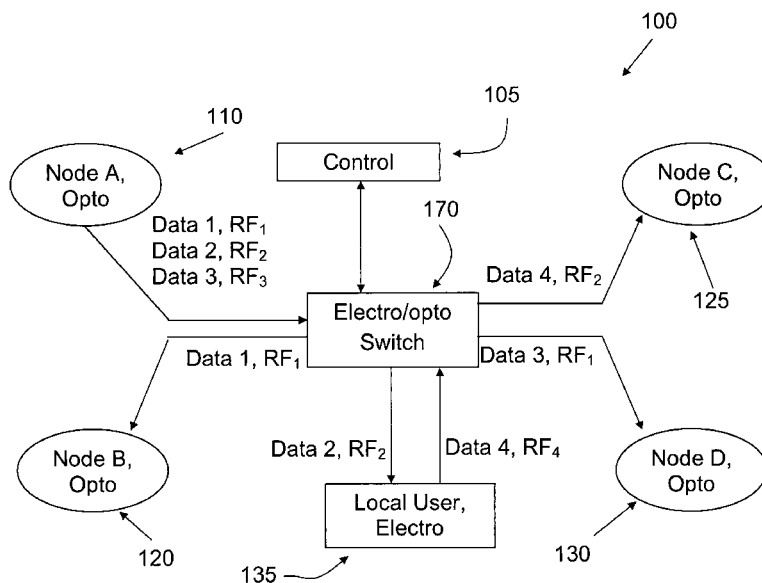 100
110
105
Node A,
Opto
Control
Node C,
Opto
170
Data 1, RF₁
Data 2, RF₂
Data 3, RF₃
Data 4, RF₂
125
Electro/opto
Switch
Data 1, RF₁
Data 3, RF₁
Data 2, RF₂
Data 4, RF₄
Node B,
Opto
Node D,
Opto
Local User,
Electro
120
135
130